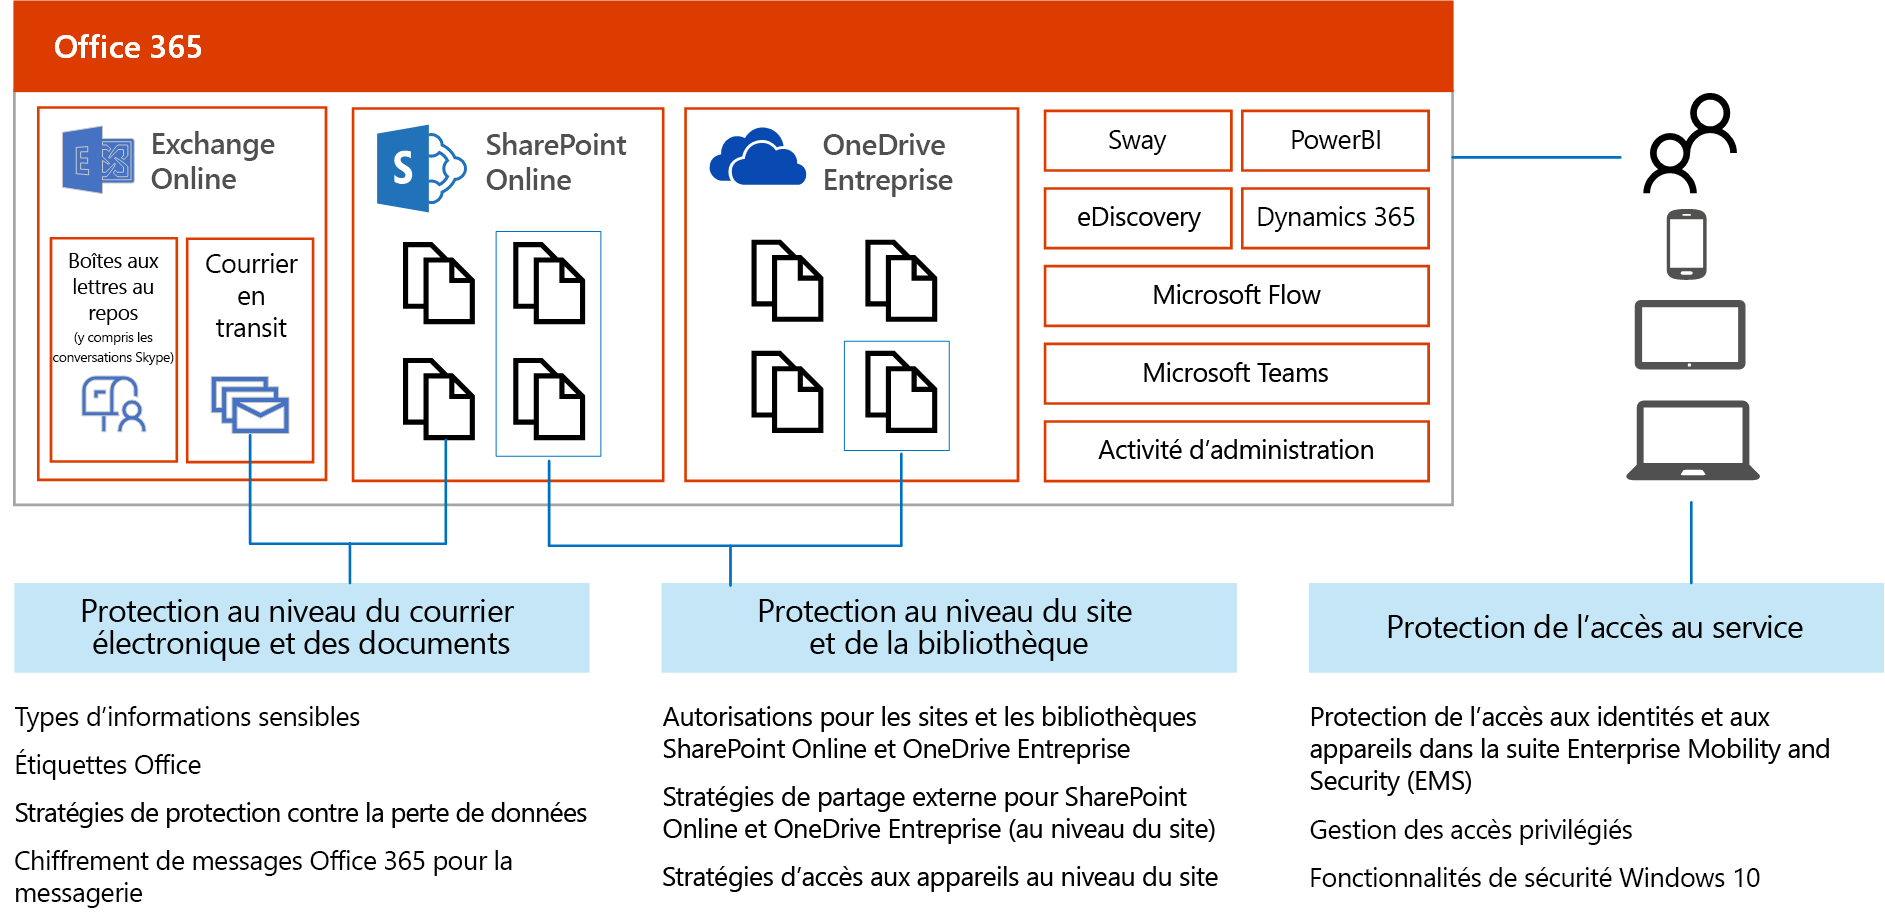 Office 365
Exchange
Online
Boîtes aux
lettres au
repos
(y compris les
conversations Skype)
Courrier
en
transit
SharePoint
Online
OneDrive
Entreprise
Sway
PowerBI
eDiscovery
Dynamics 365
Microsoft Flow
Microsoft Teams
Activité d’administration
Protection au niveau du courrier
électronique et des documents
Types d’informations sensibles
Étiquettes Office
Stratégies de protection contre la perte de données
Chiffrement de messages Office 365 pour la
messagerie
Protection au niveau du site
et de la bibliothèque
Autorisations pour les sites et les bibliothèques
SharePoint Online et OneDrive Entreprise
Stratégies de partage externe pour SharePoint
Online et OneDrive Entreprise (au niveau du site)
Stratégies d’accès aux appareils au niveau du site
Protection de l’accès au service
Protection de l’accès aux identités et aux
appareils dans la suite Enterprise Mobility and
Security (EMS)
Gestion des accès privilégiés
Fonctionnalités de sécurité Windows 10